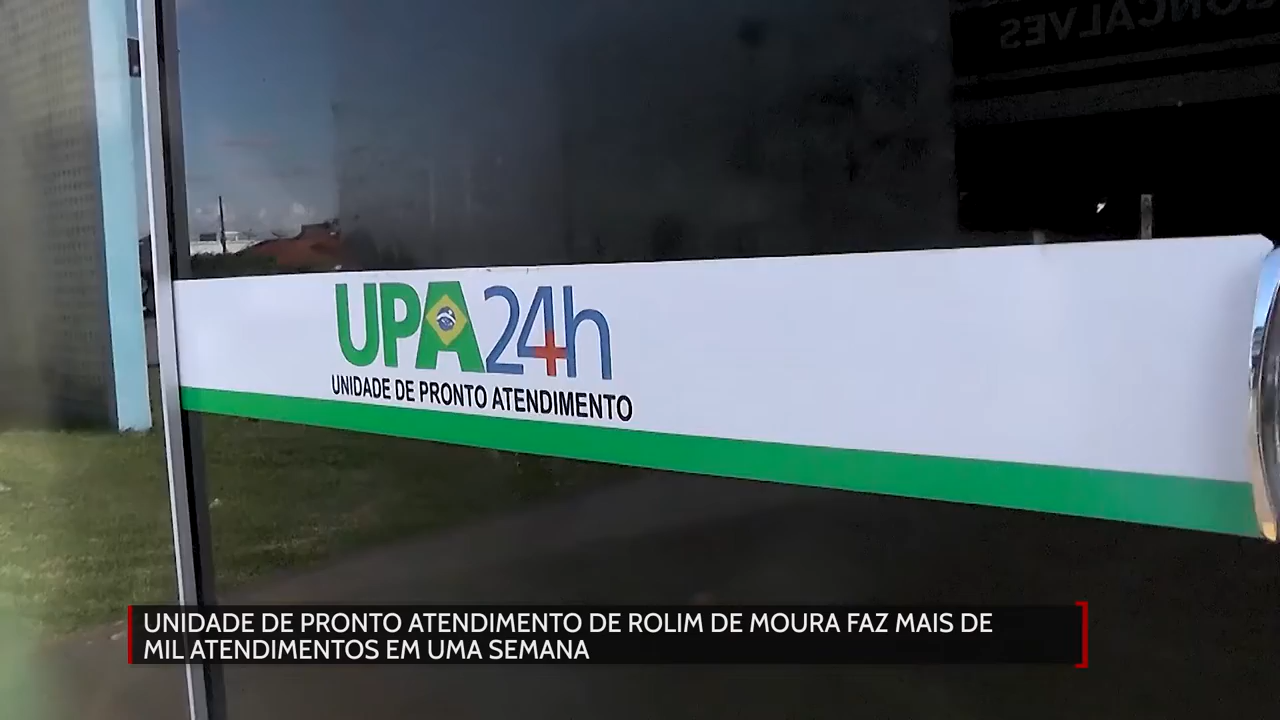 GONÇALVES
UPA24h
UNIDADE DE PRONTO ATENDIMENTO
UNIDADE DE PRONTO ATENDIMENTO DE ROLIM DE MOURA FAZ MAIS DE
MIL ATENDIMENTOS EM UMA SEMANA